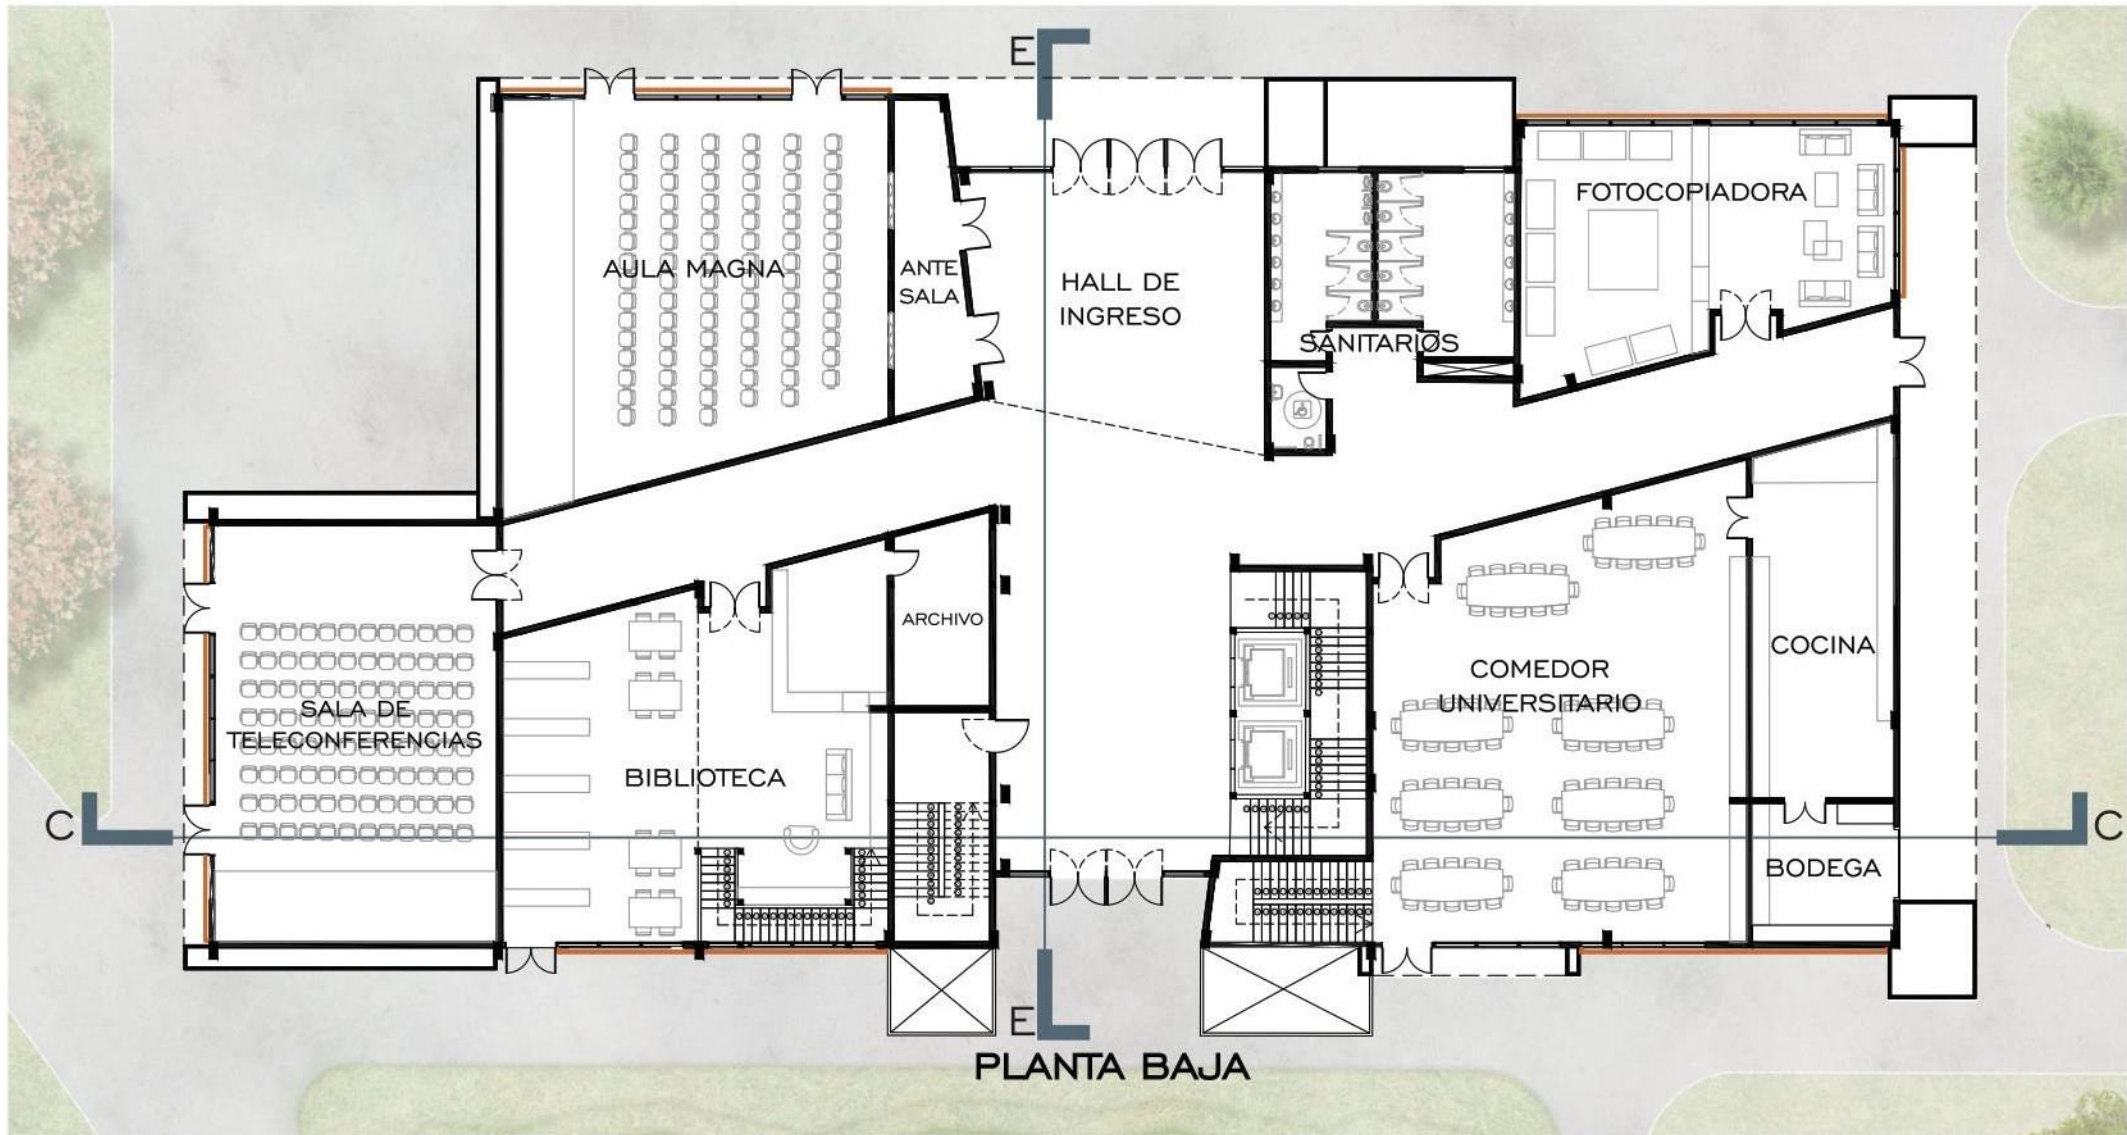 E
AULA MAGNA
ANTE
SALA
HALL DE
INGRESO
SANITARIOS
FOTOCOPIADORA
ARCHIVO
SALA DE
TELECONFERENCIAS
BIBLIOTECA
COMEDOR
UNIVERSITARIO
COCINA
BODEGA
C
C
E
PLANTA BAJA